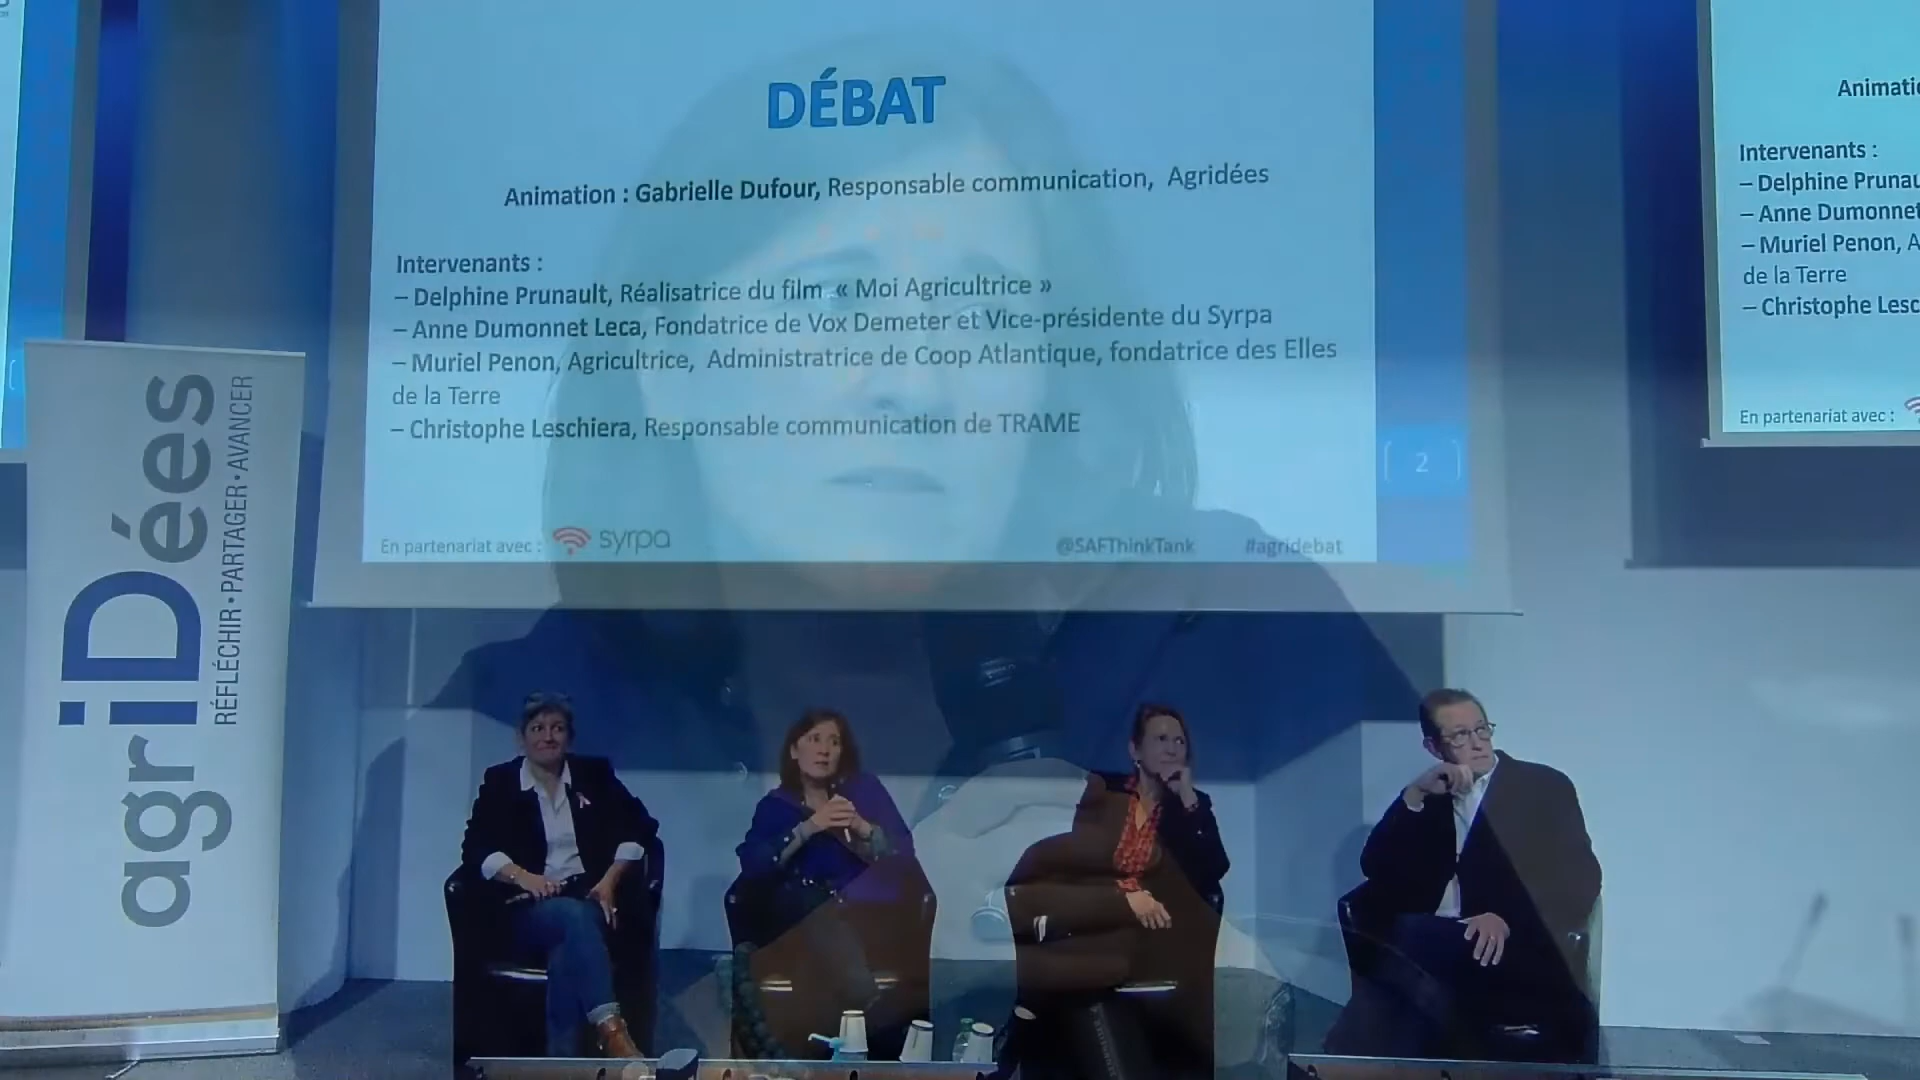 DÉBAT
Animation : Gabrielle Dufour, Responsable communication, Agridées
Intervenants :
– Delphine Prunault, Réalisatrice du film « Moi Agricultrice »
– Anne Dumonnet Leca, Fondatrice de Vox Demeter et Vice-présidente du Syrpa
– Muriel Penon, Agricultrice, Administratrice de Coop Atlantique, fondatrice des Elles
de la Terre
– Christophe Leschiera, Responsable communication de TRAME
En partenariat avec : syrpa @SAFThinkTank #agridebat
2
agriDées
RÉFLÉCHIR • PARTAGER • AVANCER
Intervenants :
– Delphine
– Anne Dumonnet
– Muriel Penon,
de la Terre
– Christophe
En partenariat avec :